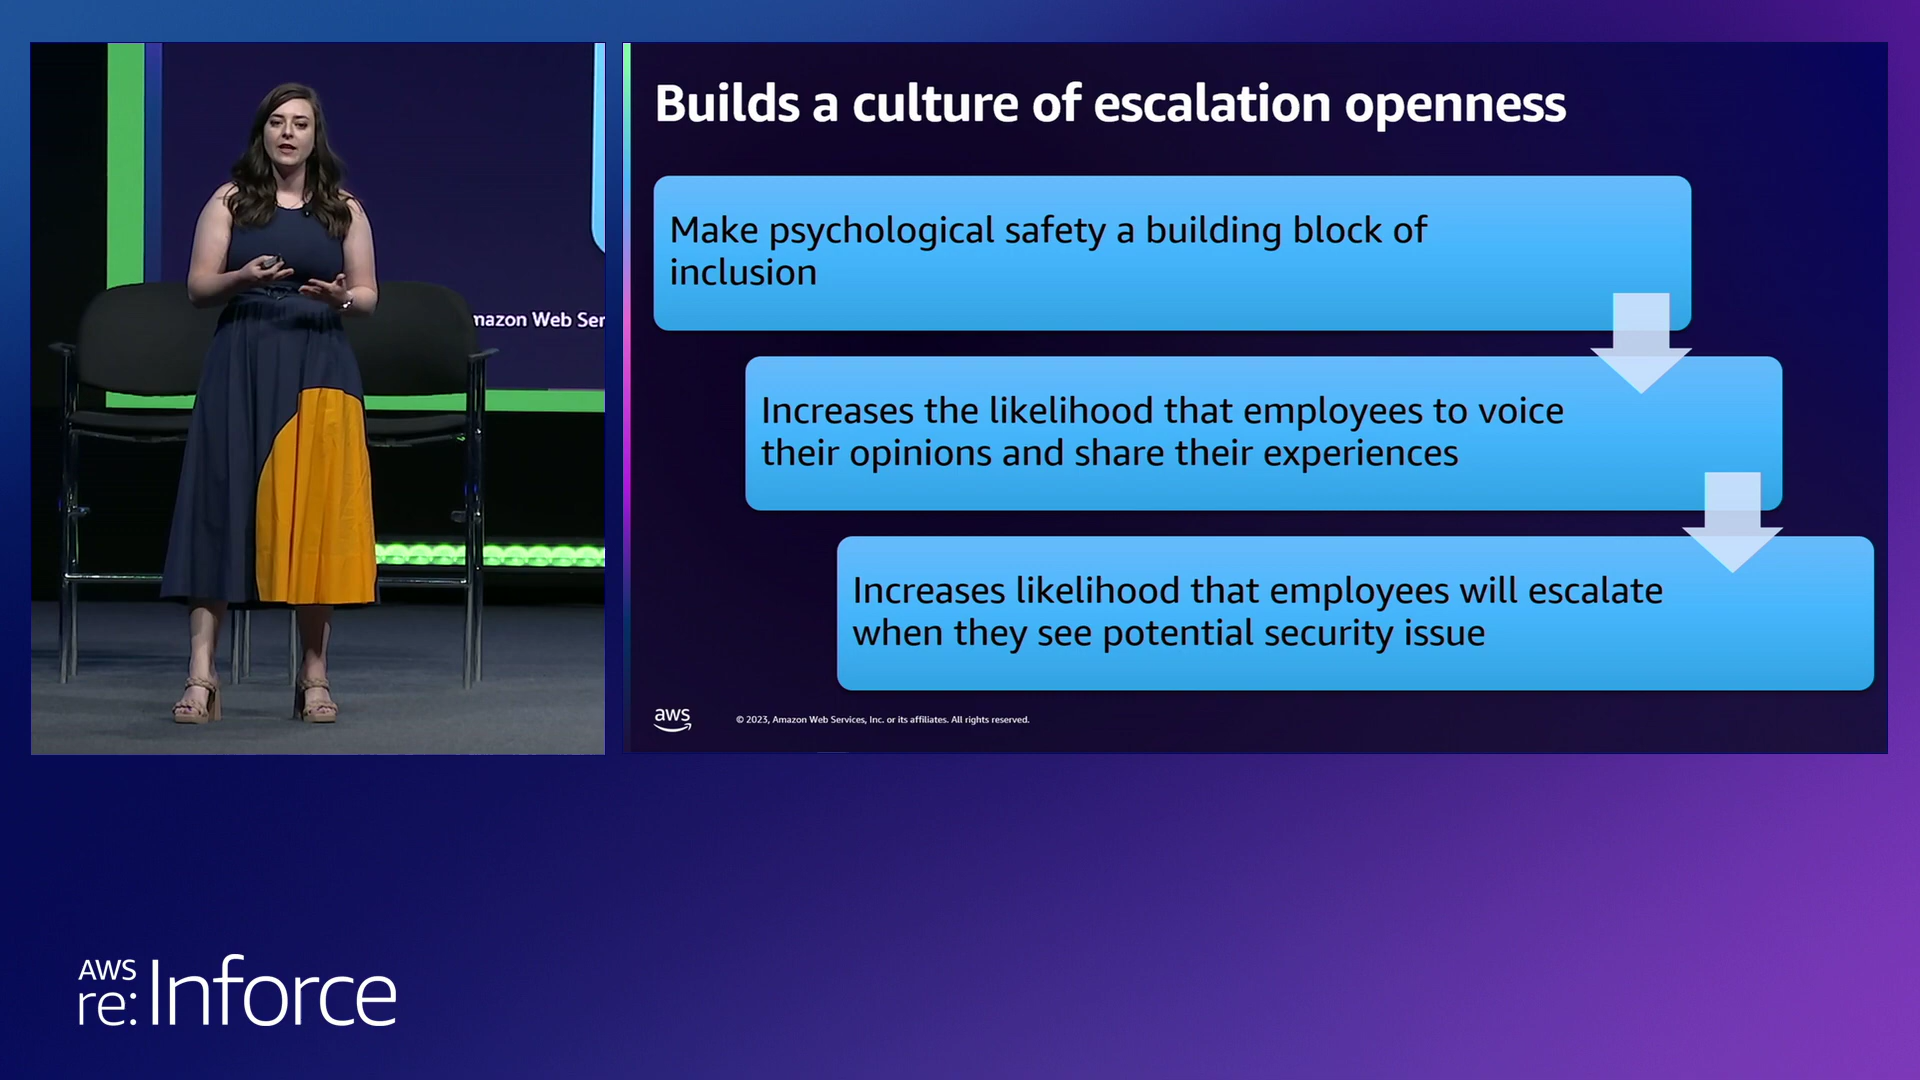 mazon Web Ser
Builds a culture of escalation openness
Make psychological safety a building block of
inclusion
Increases the likelihood that employees to voice
their opinions and share their experiences
Increases likelihood that employees will escalate
when they see potential security issue
aws
© 2023, Amazon Web Services, Inc. or its affiliates. All rights reserved.
AWS
re:Inforce